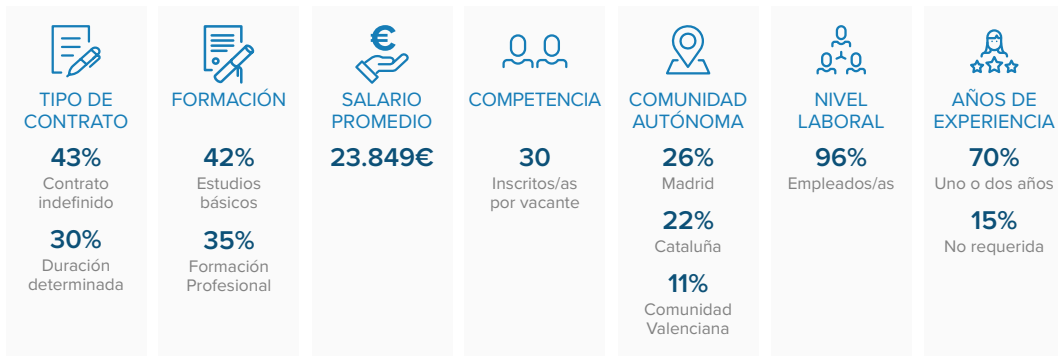 TIPO DE
CONTRATO
43%
Contrato
indefinido
30%
Duración
determinada
FORMACIÓN
42%
Estudios
básicos
35%
Formación
Profesional
€
SALARIO
PROMEDIO
23.849€
COMPETENCIA
30
Inscritos/as
por vacante
COMUNIDAD
AUTÓNOMA
26%
Madrid
22%
Cataluña
11%
Comunidad
Valenciana
NIVEL
LABORAL
96%
Empleados/as
AÑOS DE
EXPERIENCIA
70%
Uno o dos años
15%
No requerida